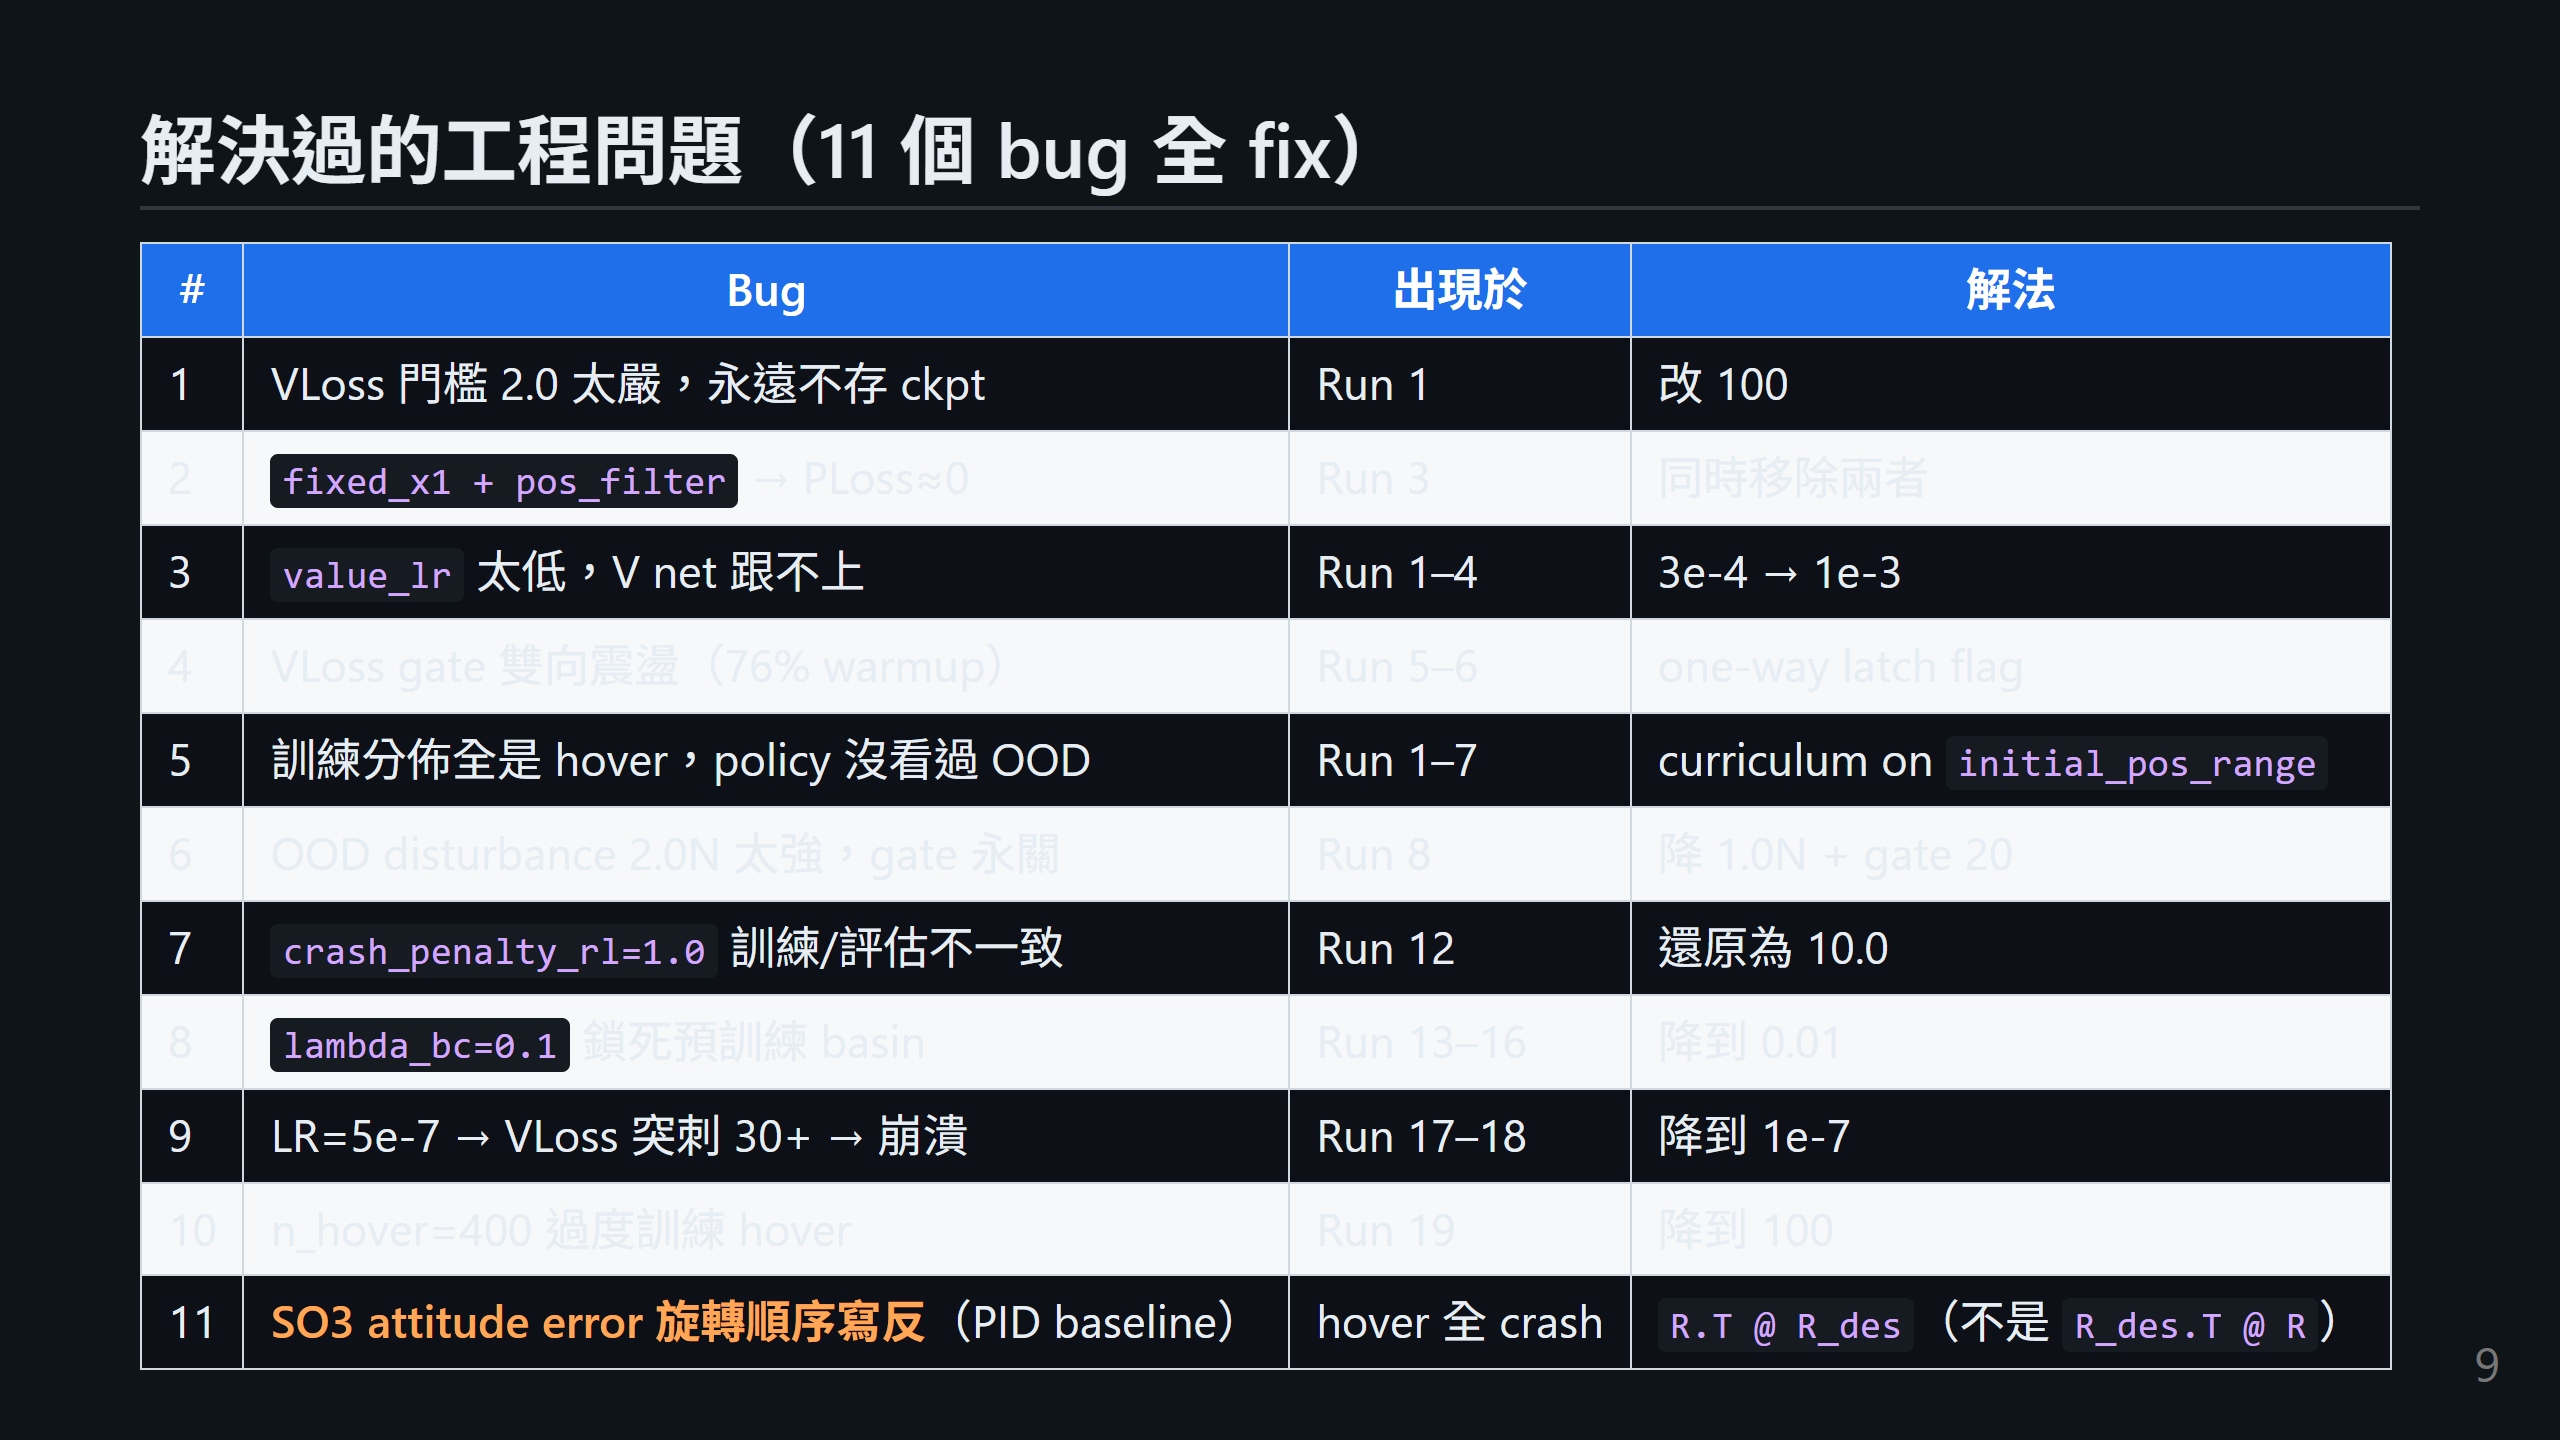 解決過的工程問題（11 個 bug 全 fix）
# Bug 出現於 解法
1 VLoss 門檻 2.0 太嚴，永遠不存 ckpt Run 1 改 100
2 fixed_x1 + pos_filter → PLoss≈0 Run 3 同時移除兩者
3 value_lr 太低，V net 跟不上 Run 1–4 3e-4 → 1e-3
4 VLoss gate 雙向震盪（76% warmup） Run 5–6 one-way latch flag
5 訓練分佈全是 hover，policy 沒看過 OOD Run 1–7 curriculum on initial_pos_range
6 OOD disturbance 2.0N 太強，gate 永關 Run 8 降 1.0N + gate 20
7 crash_penalty_rl=1.0 訓練/評估不一致 Run 12 還原為 10.0
8 lambda_bc=0.1 鎖死預訓練 basin Run 13–16 降到 0.01
9 LR=5e-7 → VLoss 突刺 30+ → 崩潰 Run 17–18 降到 1e-7
10 n_hover=400 過度訓練 hover Run 19 降到 100
11 SO3 attitude error 旋轉順序寫反（PID baseline） hover 全 crash R.T @ R_des（不是 R_des.T @ R）
9